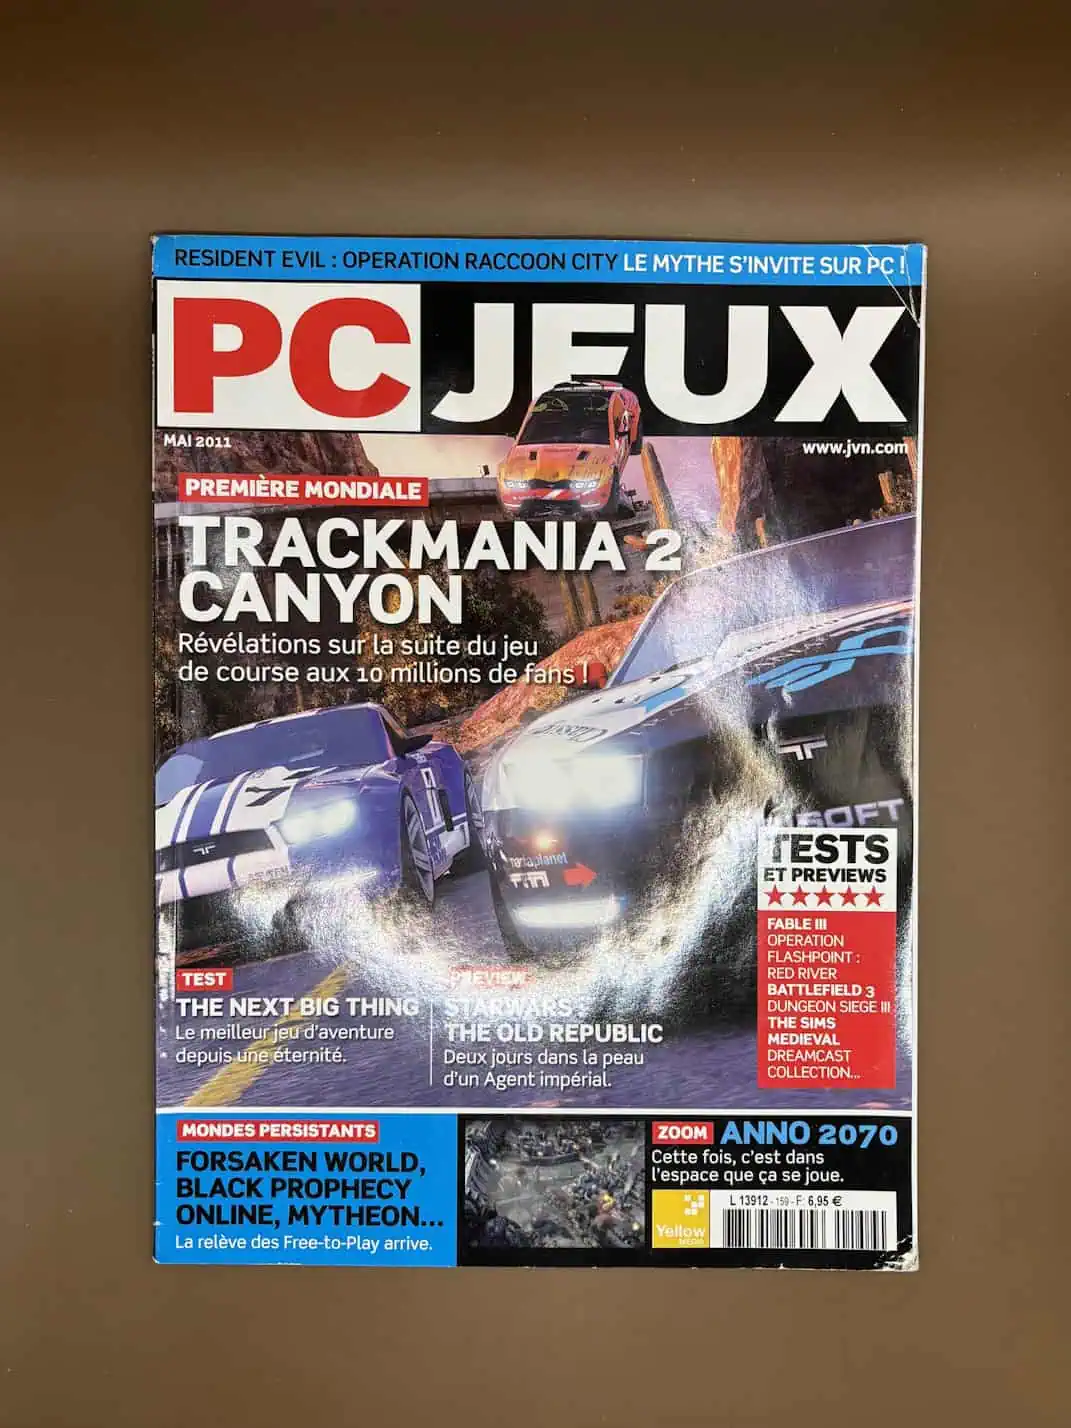 RESIDENT EVIL : OPERATION RACCOON CITY LE MYTHE S'INVITE SUR PC !
PC JEUX
MAI 2011
www.jvn.com
PREMIÈRE MONDIALE
TRACKMANIA 2
CANYON
Révélations sur la suite du jeu
de course aux 10 millions de fans !
TESTS
ET PREVIEWS
FABLE III
OPERATION
FLASHPOINT :
RED RIVER
BATTLEFIELD 3
DUNGEON SIEGE III
THE SIMS
MEDIEVAL
DREAMCAST
COLLECTION...
TEST
THE NEXT BIG THING
Le meilleur jeu d'aventure
depuis une éternité.
PREVIEW
STARWARS :
THE OLD REPUBLIC
Deux jours dans la peau
d'un Agent impérial.
MONDES PERSISTANTS
FORSAKEN WORLD,
BLACK PROPHECY
ONLINE, MYTHEON...
La relève des Free-to-Play arrive.
ZOOM ANNO 2070
Cette fois, c'est dans
l'espace que ça se joue.
Yellow
MEDIA
L 13912 - 159 - F: 6,95 €